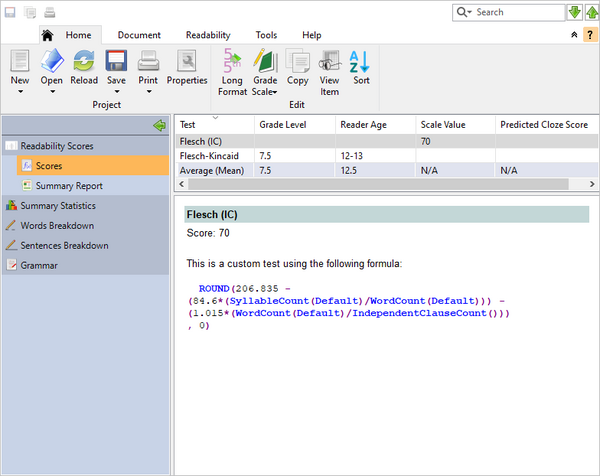 Search
Home Document Readability Tools Help
?
New Open Reload Save Print Properties Long Format Grade Scale Copy View Item Sort
Project Edit
Readability Scores
Scores
Summary Report
Summary Statistics
Words Breakdown
Sentences Breakdown
Grammar
Test Grade Level Reader Age Scale Value Predicted Cloze Score
Flesch (IC) 70
Flesch-Kincaid 7.5 12-13
Average (Mean) 7.5 12.5 N/A N/A
Flesch (IC)
Score: 70
This is a custom test using the following formula:
ROUND(206.835 -
(84.6*(SyllableCount(Default)/WordCount(Default))) -
(1.015*(WordCount(Default)/IndependentClauseCount()))
, 0)